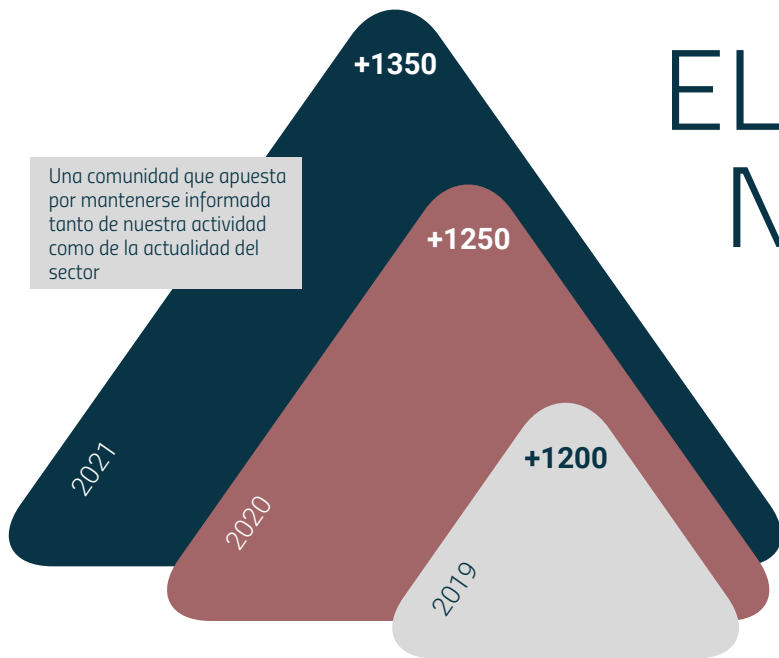 +1350
EL
Una comunidad que apuesta
por mantenerse informada
tanto de nuestra actividad
como de la actualidad del
sector
+1250
+1200
2021
2020
2019